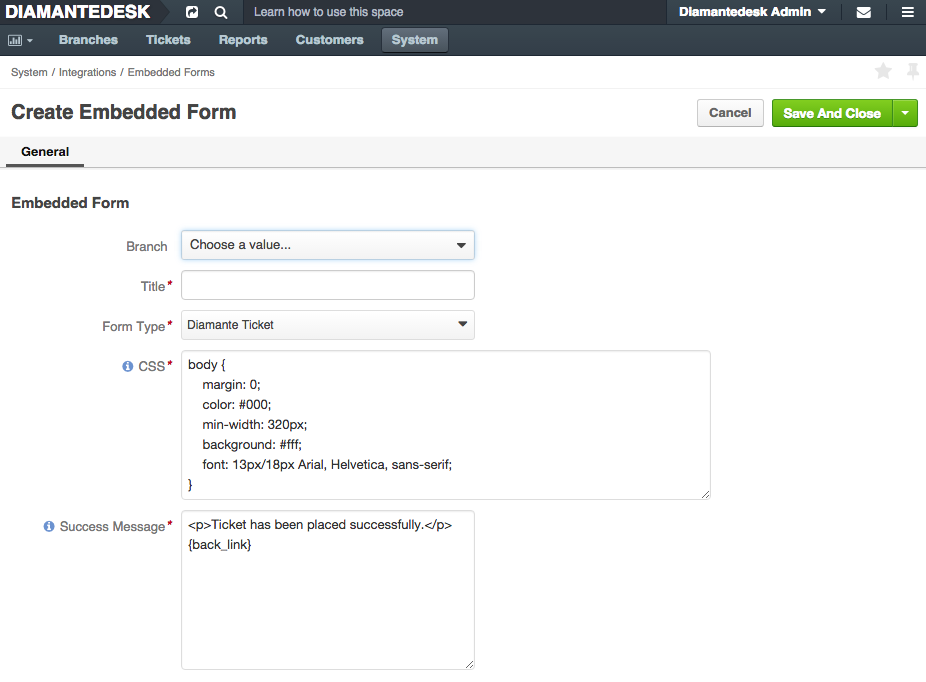 DIAMANTEDESK
Learn how to use this space
Diamantedesk Admin
Branches Tickets Reports Customers System
System / Integrations / Embedded Forms
Create Embedded Form
Cancel
Save And Close
General
Embedded Form
Branch
Choose a value...
Title*
Form Type*
Diamante Ticket
CSS*
body {
    margin: 0;
    color: #000;
    min-width: 320px;
    background: #fff;
    font: 13px/18px Arial, Helvetica, sans-serif;
}
Success Message*
<p>Ticket has been placed successfully.</p>
{back_link}